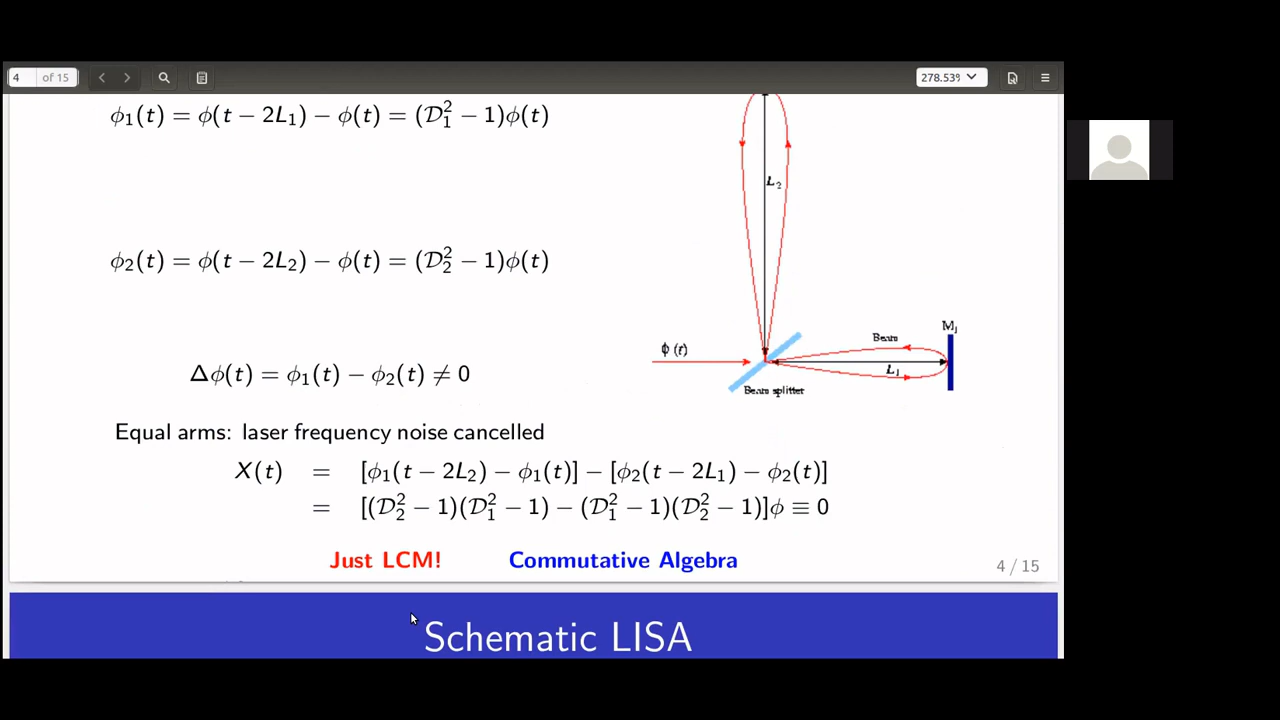 4 of 15
278.53%
ϕ₁(t) = ϕ(t − 2L₁) − ϕ(t) = (𝒟₁² − 1)ϕ(t)
L₂
ϕ₂(t) = ϕ(t − 2L₂) − ϕ(t) = (𝒟₂² − 1)ϕ(t)
M₁
Beam
ϕ (t)
L₁
Beam splitter
Δϕ(t) = ϕ₁(t) − ϕ₂(t) ≠ 0
Equal arms: laser frequency noise cancelled
X(t) = [ϕ₁(t − 2L₂) − ϕ₁(t)] − [ϕ₂(t − 2L₁) − ϕ₂(t)]
= [(𝒟₂² − 1)(𝒟₁² − 1) − (𝒟₁² − 1)(𝒟₂² − 1)]ϕ ≡ 0
Just LCM! Commutative Algebra
4 / 15
Schematic LISA